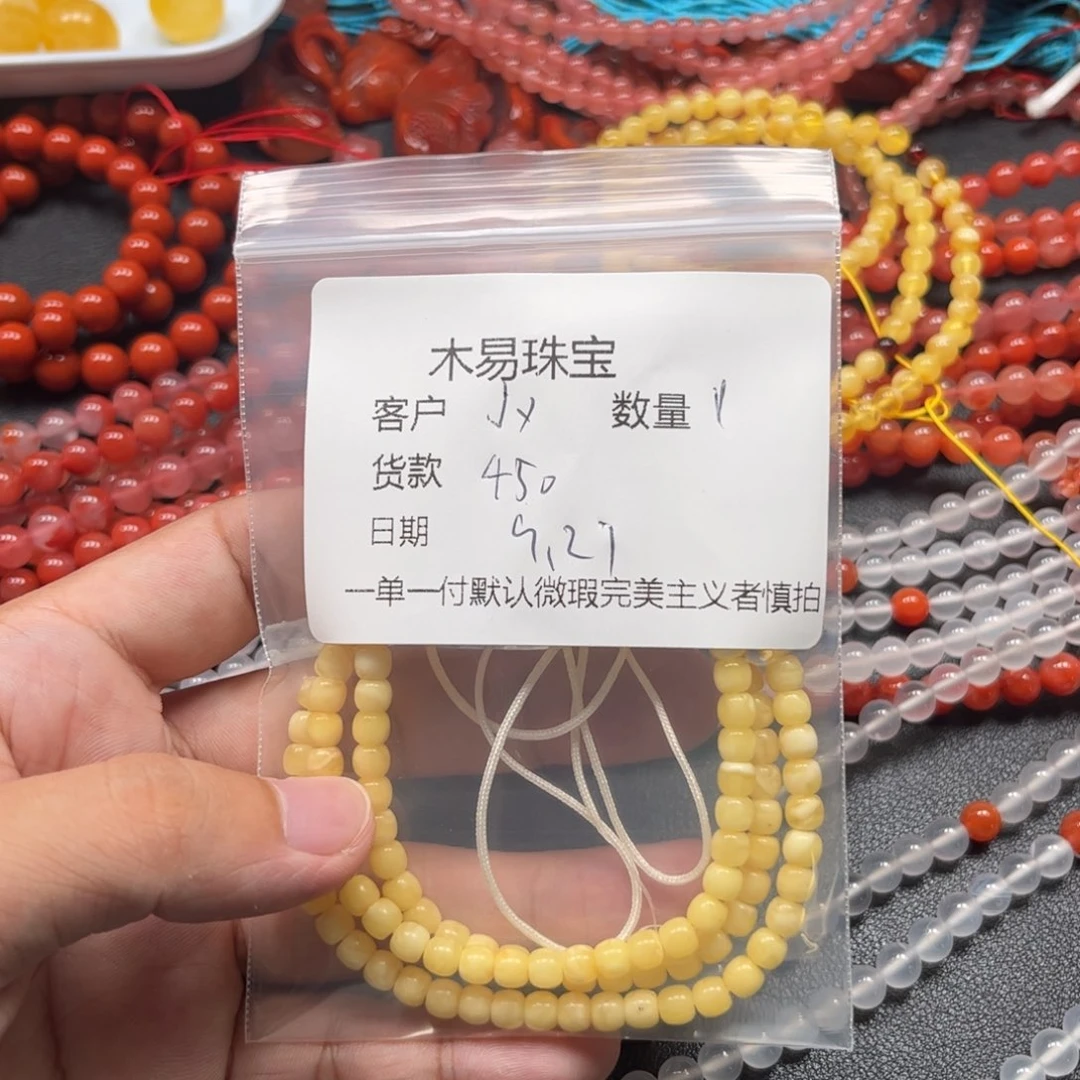 木易珠宝
客户 Jx 数量 1
货款 450
日期 9.27
一单一付默认微瑕完美主义者慎拍